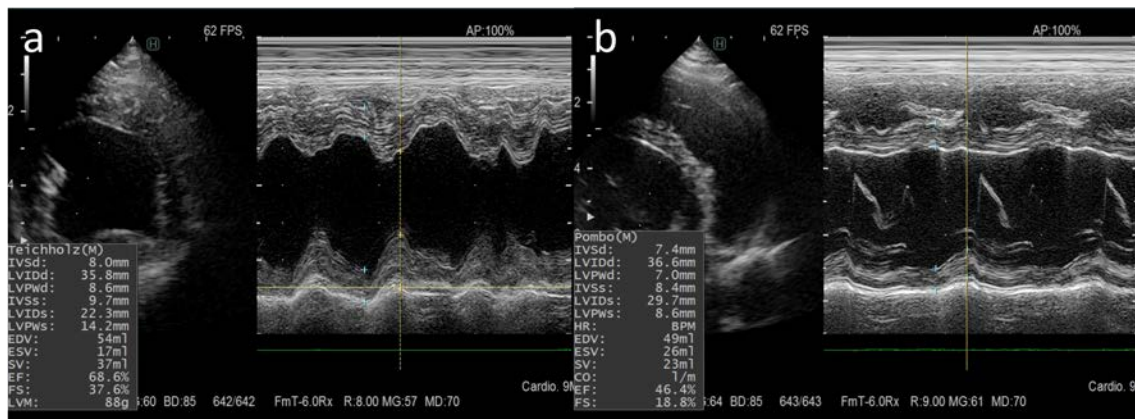 a
62 FPS
AP:100%
H
2
4
Teichholz(M)
IVSd: 8.0mm
LVIDd: 35.8mm
LVPWd: 8.6mm
IVSs: 9.7mm
LVIDs: 22.3mm
LVPWs: 14.2mm
EDV: 54ml
ESV: 17ml
SV: 37ml
EF: 68.6%
FS: 37.6%
LVM: 88g
Cardio. 9M
:60 BD:85 642/642 FmT-6.0Rx R:8.00 MG:57 MD:70
b
62 FPS
AP:100%
H
2
4
Pombo(M)
IVSd: 7.4mm
LVIDd: 36.6mm
LVPWd: 7.0mm
IVSs: 8.4mm
LVIDs: 29.7mm
LVPWs: 8.6mm
HR: BPM
EDV: 49ml
ESV: 26ml
SV: 23ml
CO: l/m
EF: 46.4%
FS: 18.8%
Cardio. 9
:64 BD:85 643/643 FmT-6.0Rx R:9.00 MG:61 MD:70